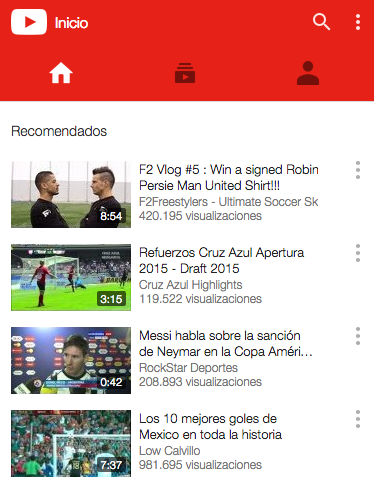 Inicio
Recomendados
F2 Vlog #5 : Win a signed Robin
Persie Man United Shirt!!!
F2Freestylers - Ultimate Soccer Sk
420.195 visualizaciones
8:54
Refuerzos Cruz Azul Apertura
2015 - Draft 2015
Cruz Azul Highlights
119.522 visualizaciones
3:15
Messi habla sobre la sanción
de Neymar en la Copa Améri…
RockStar Deportes
208.893 visualizaciones
0:42
Los 10 mejores goles de
Mexico en toda la historia
Low Calvillo
981.695 visualizaciones
7:37